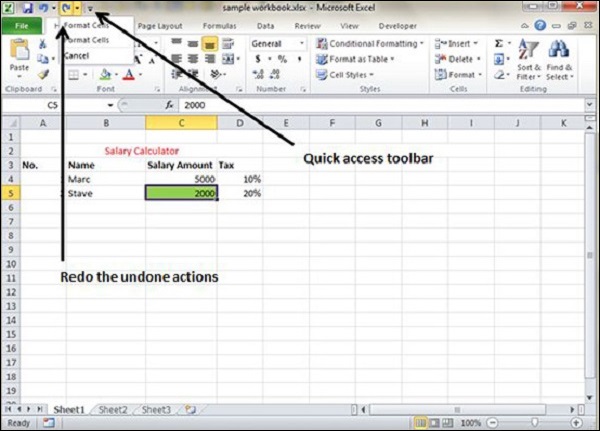 sample workbook.xlsx - Microsoft Excel
File Page Layout Formulas Data Review View Developer
Format Cells
Format Cells
Cancel
Paste
General
Conditional Formatting
Format as Table
Cell Styles
Insert
Delete
Format
Sort & Filter
Find & Select
Clipboard Font Alignment Number Styles Cells Editing
C5 fx 2000
A B C D E F G H I J K
1
2 Salary Calculator
3 No. Name Salary Amount Tax
4 Marc 5000 10%
5 Stave 2000 20%
6
7
8
9
10
11
12
13
14
15
16
17
18
19
Quick access toolbar
Redo the undone actions
Sheet1 Sheet2 Sheet3
Ready 100%